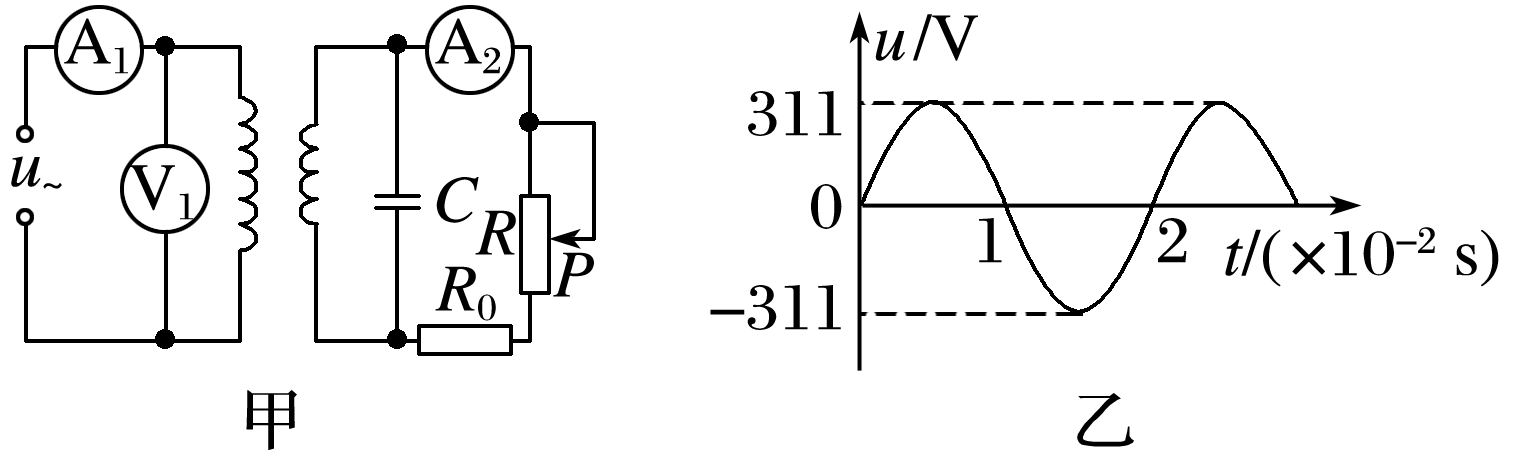 A₁
A₂
u~
V₁
C
R
P
R₀
甲
u/V
311
0
1
2
t/(×10⁻² s)
−311
乙